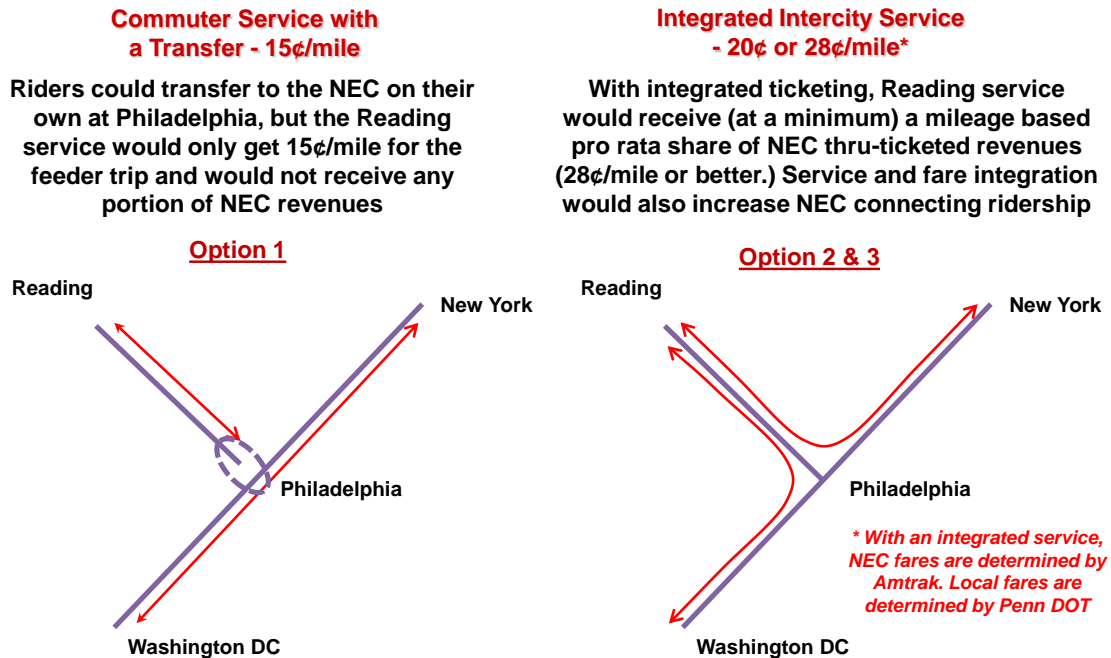 Commuter Service with
a Transfer - 15¢/mile
Riders could transfer to the NEC on their
own at Philadelphia, but the Reading
service would only get 15¢/mile for the
feeder trip and would not receive any
portion of NEC revenues
Option 1
Reading
New York
Philadelphia
Washington DC
Integrated Intercity Service
- 20¢ or 28¢/mile*
With integrated ticketing, Reading service
would receive (at a minimum) a mileage based
pro rata share of NEC thru-ticketed revenues
(28¢/mile or better.) Service and fare integration
would also increase NEC connecting ridership
Option 2 & 3
Reading
New York
Philadelphia
* With an integrated service,
NEC fares are determined by
Amtrak. Local fares are
determined by Penn DOT
Washington DC